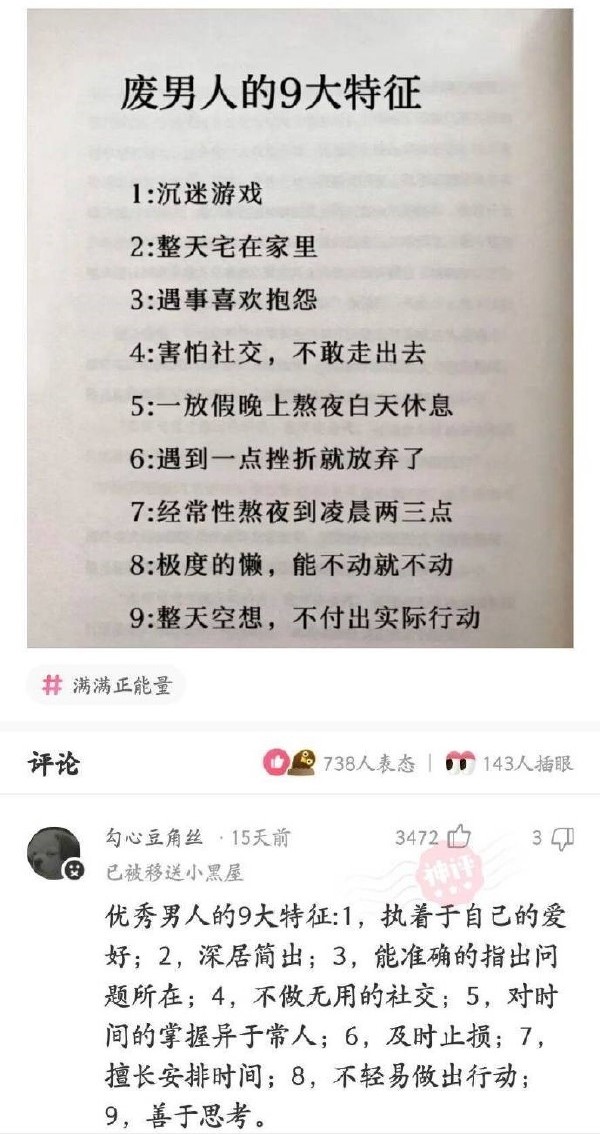 废男人的9大特征
1:沉迷游戏
2:整天宅在家里
3:遇事喜欢抱怨
4:害怕社交，不敢走出去
5:一放假晚上熬夜白天休息
6:遇到一点挫折就放弃了
7:经常性熬夜到凌晨两三点
8:极度的懒，能不动就不动
9:整天空想，不付出实际行动
# 满满正能量
评论 738人表态 | 143人插眼
勾心豆角丝 · 15天前 3472 3
已被移送小黑屋
神评
优秀男人的9大特征:1，执着于自己的爱
好；2，深居简出；3，能准确的指出问
题所在；4，不做无用的社交；5，对时
间的掌握异于常人；6，及时止损；7，
擅长安排时间；8，不轻易做出行动；
9，善于思考。